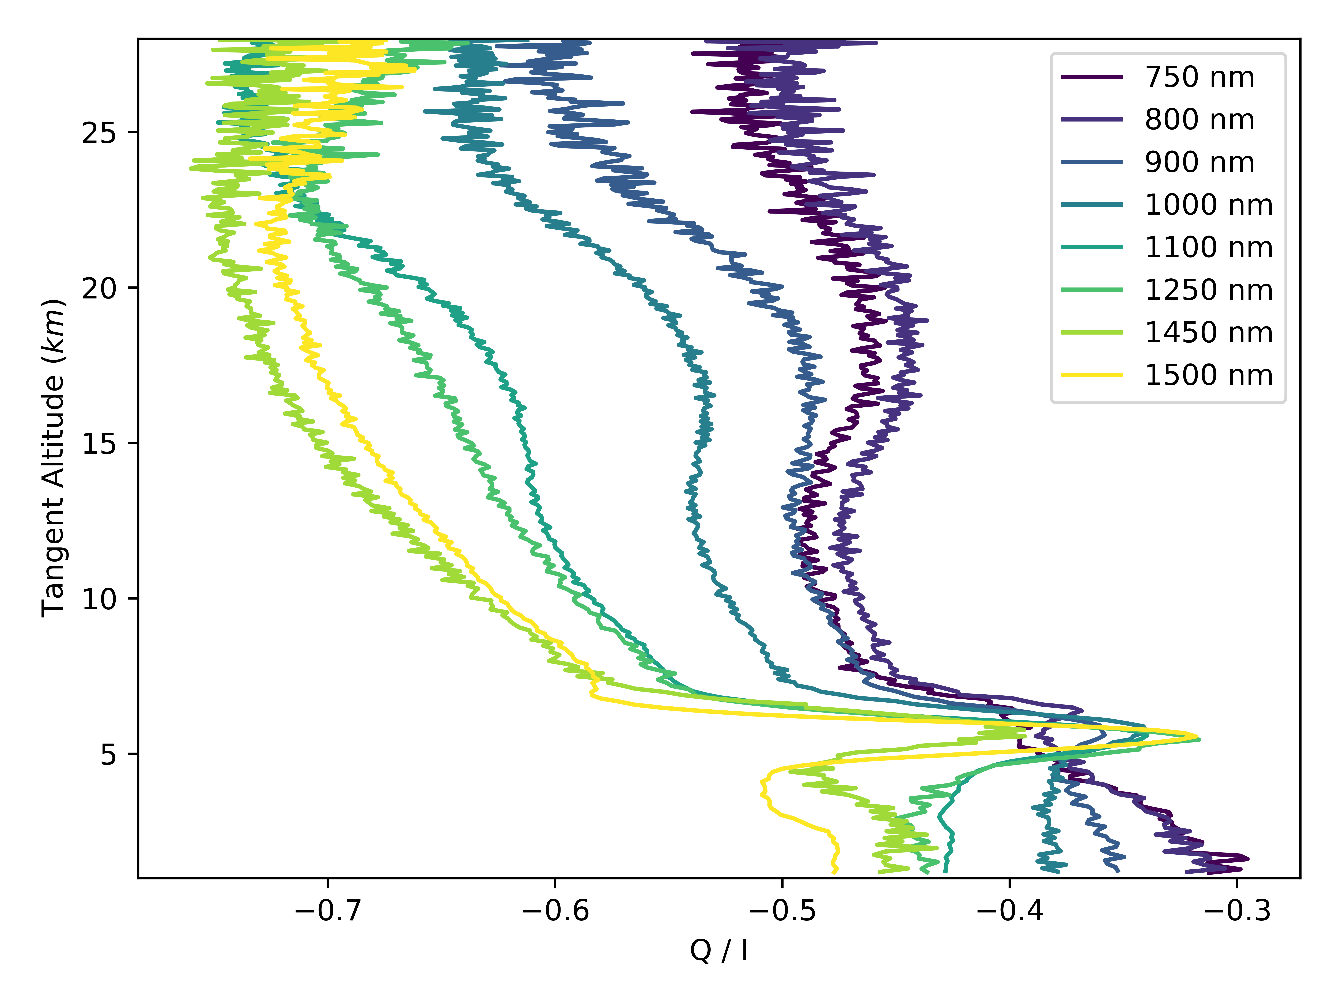 25
20
15
10
5
Tangent Altitude (km)
−0.7
−0.6
−0.5
−0.4
−0.3
Q / I
750 nm
800 nm
900 nm
1000 nm
1100 nm
1250 nm
1450 nm
1500 nm